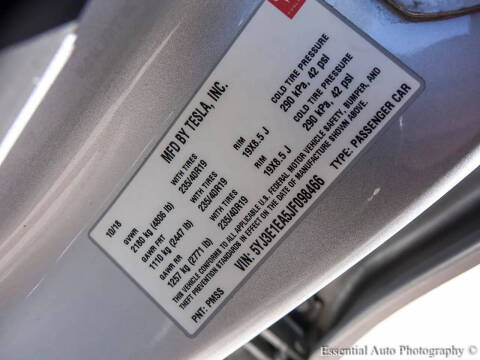 MFD BY TESLA, INC.
10/18
GVWR
2180 kg (4806 lb)
WITH TIRES
235/40R19
RIM
19X8.5 J
COLD TIRE PRESSURE
290 kPa, 42 psi
GAWR FRT
1110 kg (2447 lb)
WITH TIRES
235/40R19
RIM
19X8.5 J
COLD TIRE PRESSURE
290 kPa, 42 psi
GAWR RR
1257 kg (2771 lb)
WITH TIRES
235/40R19
THIS VEHICLE CONFORMS TO ALL APPLICABLE U.S. FEDERAL MOTOR VEHICLE SAFETY, BUMPER, AND
THEFT PREVENTION STANDARDS IN EFFECT ON THE DATE OF MANUFACTURE SHOWN ABOVE.
VIN: 5YJ3E1EA5JF098466
TYPE: PASSENGER CAR
PNT: PMSS
Essential Auto Photography ©